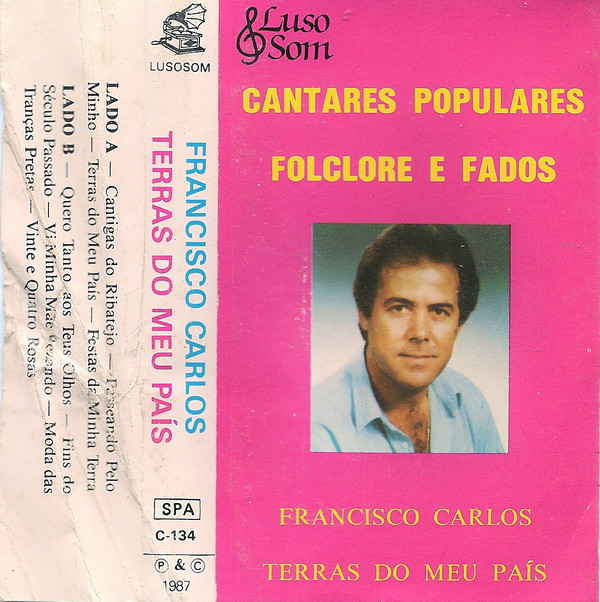 LUSOSOM
LADO A — Cantigas do Ribatejo — Passeando Pelo
Minho — Terras do Meu País — Festas da Minha Terra
LADO B — Quero Tanto aos Teus Olhos — Fins do
Século Passado — Vi Minha Mãe Rezando — Moda das
Tranças Pretas — Vinte e Quatro Rosas
FRANCISCO CARLOS
TERRAS DO MEU PAÍS
SPA
C-134
Ⓟ & Ⓒ
1987
Luso
Som
CANTARES POPULARES
FOLCLORE E FADOS
FRANCISCO CARLOS
TERRAS DO MEU PAÍS